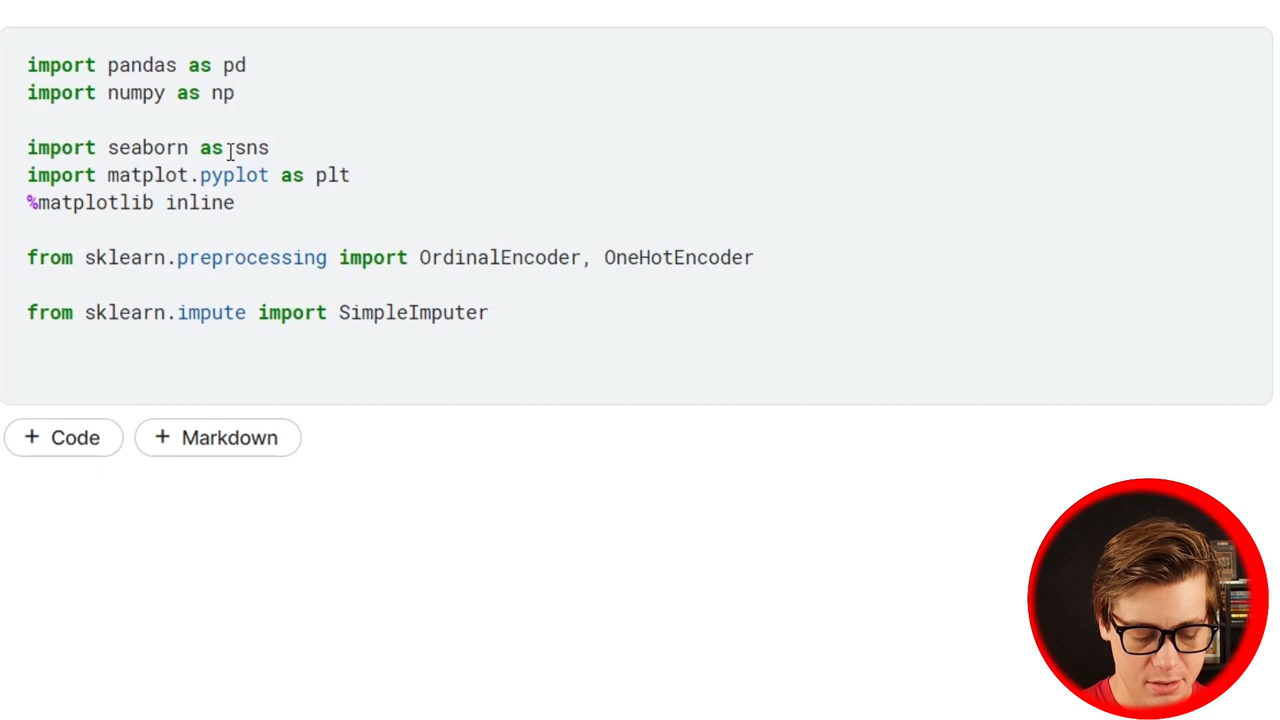 import pandas as pd
import numpy as np
import seaborn as sns
import matplot.pyplot as plt
%matplotlib inline
from sklearn.preprocessing import OrdinalEncoder, OneHotEncoder
from sklearn.impute import SimpleImputer
+ Code + Markdown